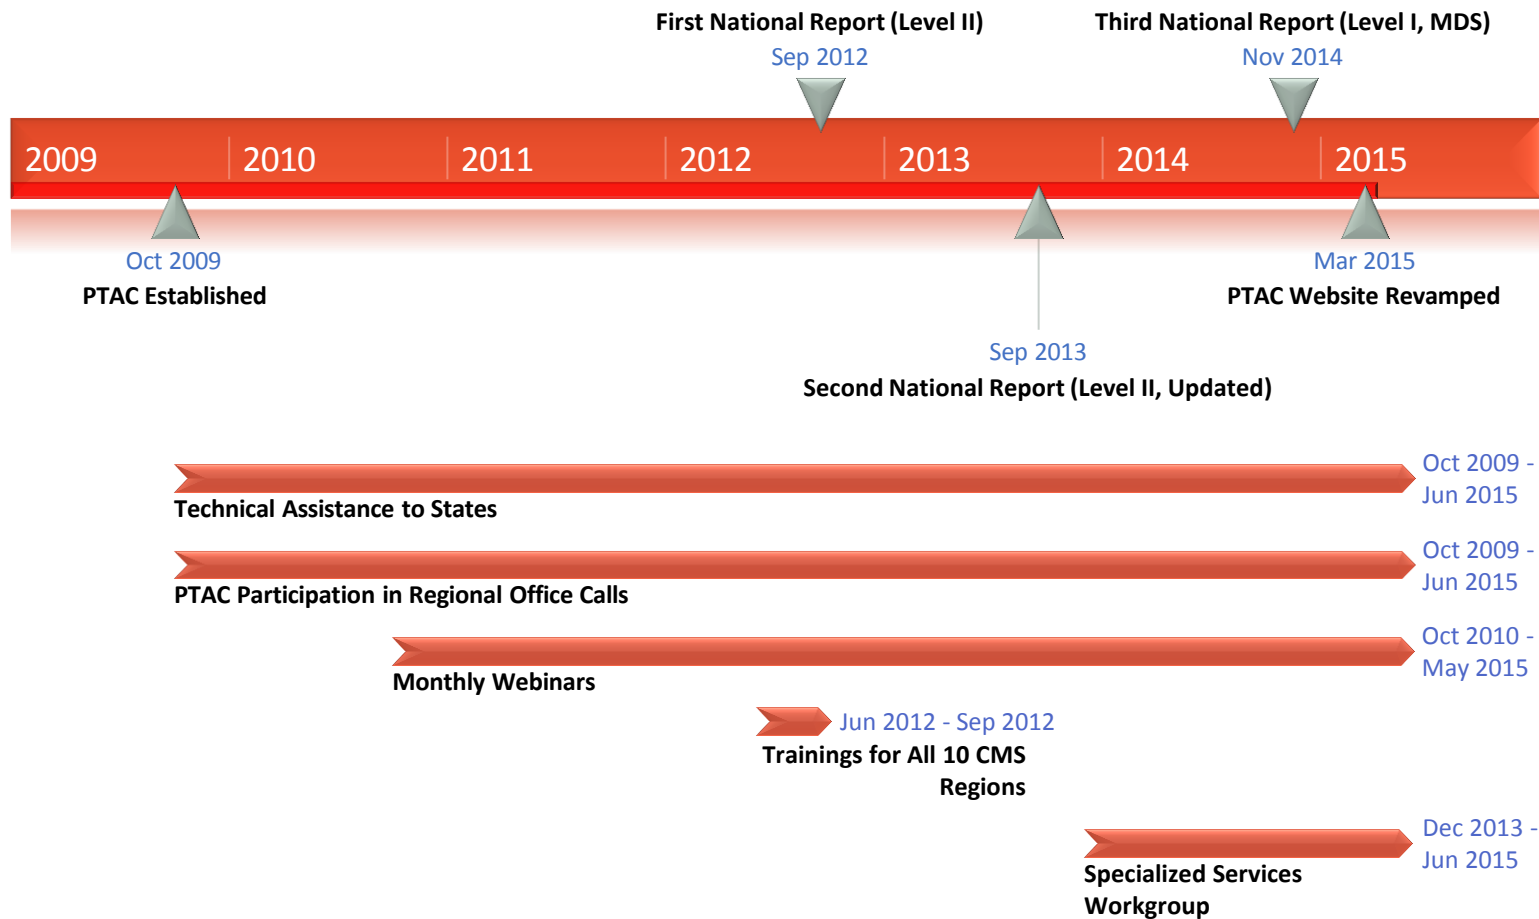 First National Report (Level II)
Sep 2012
Third National Report (Level I, MDS)
Nov 2014
2009
2010
2011
2012
2013
2014
2015
Oct 2009
PTAC Established
Mar 2015
PTAC Website Revamped
Sep 2013
Second National Report (Level II, Updated)
Oct 2009 -
Jun 2015
Technical Assistance to States
Oct 2009 -
Jun 2015
PTAC Participation in Regional Office Calls
Oct 2010 -
May 2015
Monthly Webinars
Jun 2012 - Sep 2012
Trainings for All 10 CMS
Regions
Dec 2013 -
Jun 2015
Specialized Services
Workgroup